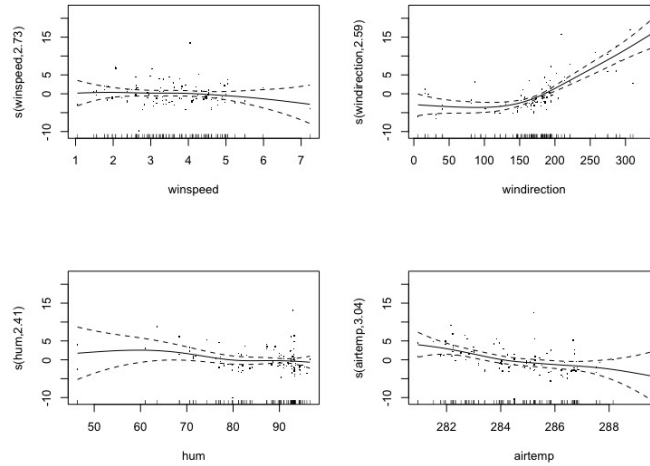 s(winspeed,2.73)
-10 0 5 15
1 2 3 4 5 6 7
winspeed
s(windirection,2.59)
-10 0 5 15
0 50 100 150 200 250 300
windirection
s(hum,2.41)
-10 0 5 15
50 60 70 80 90
hum
s(airtemp,3.04)
-10 0 5 15
282 284 286 288
airtemp